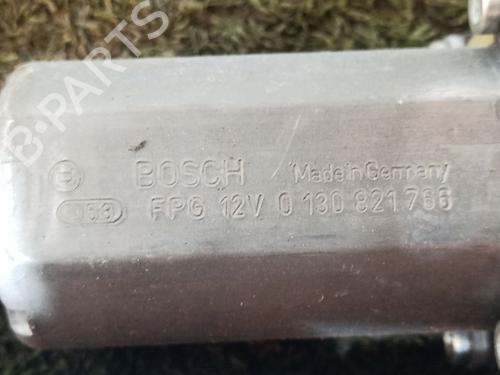 B-PARTS
BOSCH Made in Germany
FPG 12V 0 130 821 766